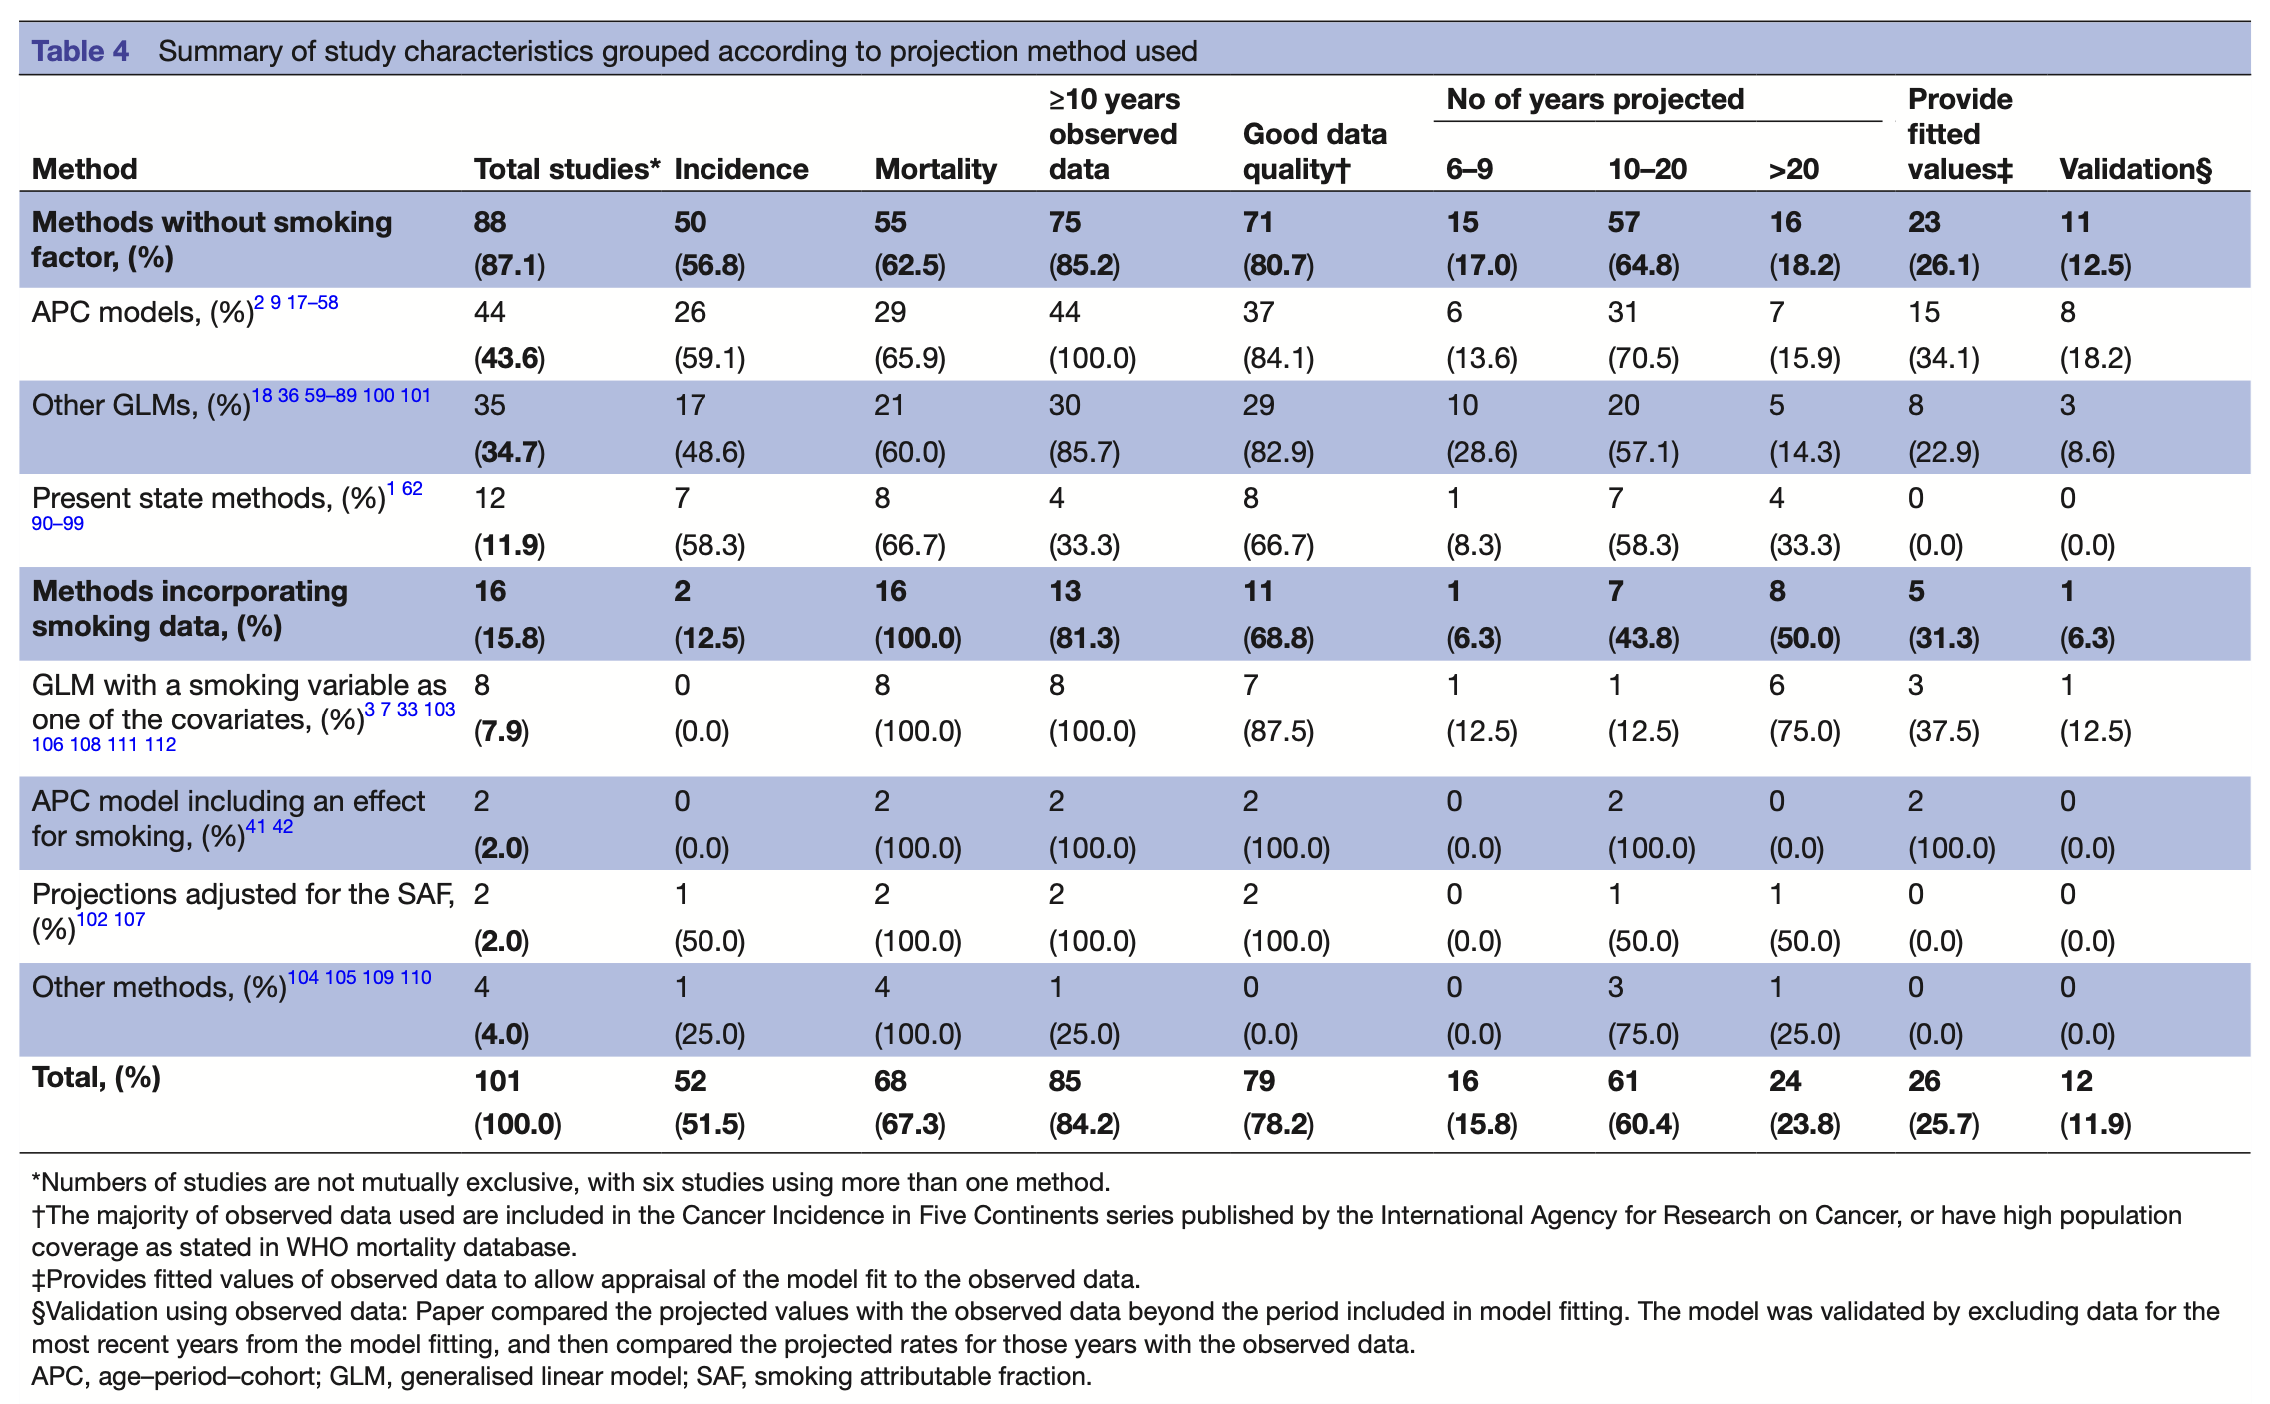 Table 4 Summary of study characteristics grouped according to projection method used
≥10 years No of years projected Provide
observed Good data fitted
Method Total studies* Incidence Mortality data quality† 6–9 10–20 >20 values‡ Validation§
Methods without smoking 88 50 55 75 71 15 57 16 23 11
factor, (%) (87.1) (56.8) (62.5) (85.2) (80.7) (17.0) (64.8) (18.2) (26.1) (12.5)
APC models, (%)2 9 17–58 44 26 29 44 37 6 31 7 15 8
(43.6) (59.1) (65.9) (100.0) (84.1) (13.6) (70.5) (15.9) (34.1) (18.2)
Other GLMs, (%)18 36 59–89 100 101 35 17 21 30 29 10 20 5 8 3
(34.7) (48.6) (60.0) (85.7) (82.9) (28.6) (57.1) (14.3) (22.9) (8.6)
Present state methods, (%)1 62 12 7 8 4 8 1 7 4 0 0
90–99 (11.9) (58.3) (66.7) (33.3) (66.7) (8.3) (58.3) (33.3) (0.0) (0.0)
Methods incorporating 16 2 16 13 11 1 7 8 5 1
smoking data, (%) (15.8) (12.5) (100.0) (81.3) (68.8) (6.3) (43.8) (50.0) (31.3) (6.3)
GLM with a smoking variable as 8 0 8 8 7 1 1 6 3 1
one of the covariates, (%)3 7 33 103 (7.9) (0.0) (100.0) (100.0) (87.5) (12.5) (12.5) (75.0) (37.5) (12.5)
106 108 111 112
APC model including an effect 2 0 2 2 2 0 2 0 2 0
for smoking, (%)41 42 (2.0) (0.0) (100.0) (100.0) (100.0) (0.0) (100.0) (0.0) (100.0) (0.0)
Projections adjusted for the SAF, 2 1 2 2 2 0 1 1 0 0
(%)102 107 (2.0) (50.0) (100.0) (100.0) (100.0) (0.0) (50.0) (50.0) (0.0) (0.0)
Other methods, (%)104 105 109 110 4 1 4 1 0 0 3 1 0 0
(4.0) (25.0) (100.0) (25.0) (0.0) (0.0) (75.0) (25.0) (0.0) (0.0)
Total, (%) 101 52 68 85 79 16 61 24 26 12
(100.0) (51.5) (67.3) (84.2) (78.2) (15.8) (60.4) (23.8) (25.7) (11.9)
*Numbers of studies are not mutually exclusive, with six studies using more than one method.
†The majority of observed data used are included in the Cancer Incidence in Five Continents series published by the International Agency for Research on Cancer, or have high population
coverage as stated in WHO mortality database.
‡Provides fitted values of observed data to allow appraisal of the model fit to the observed data.
§Validation using observed data: Paper compared the projected values with the observed data beyond the period included in model fitting. The model was validated by excluding data for the
most recent years from the model fitting, and then compared the projected rates for those years with the observed data.
APC, age–period–cohort; GLM, generalised linear model; SAF, smoking attributable fraction.